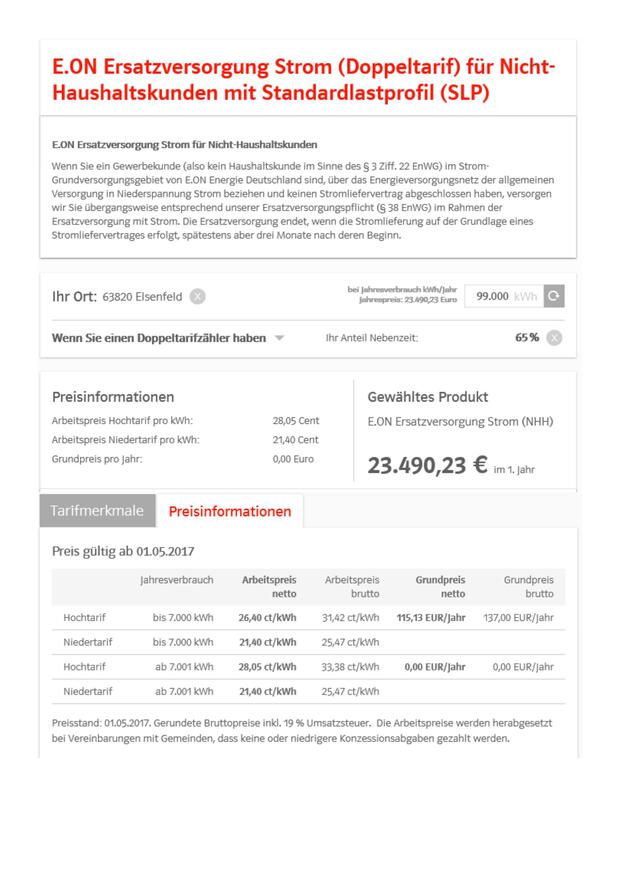 E.ON Ersatzversorgung Strom (Doppeltarif) für Nicht-
Haushaltskunden mit Standardlastprofil (SLP)
E.ON Ersatzversorgung Strom für Nicht-Haushaltskunden
Wenn Sie ein Gewerbekunde (also kein Haushaltskunde im Sinne des § 3 Ziff. 22 EnWG) im Strom-
Grundversorgungsgebiet von E.ON Energie Deutschland sind, über das Energieversorgungsnetz der allgemeinen
Versorgung in Niederspannung Strom beziehen und keinen Stromliefervertrag abgeschlossen haben, versorgen
wir Sie übergangsweise entsprechend unserer Ersatzversorgungspflicht (§ 38 EnWG) im Rahmen der
Ersatzversorgung mit Strom. Die Ersatzversorgung endet, wenn die Stromlieferung auf der Grundlage eines
Stromliefervertrages erfolgt, spätestens aber drei Monate nach deren Beginn.
Ihr Ort: 63820 Elsenfeld X
bei Jahresverbrauch kWh/Jahr
Jahrespreis: 23.490,23 Euro
99.000 kWh
Wenn Sie einen Doppeltarifzähler haben
Ihr Anteil Nebenzeit: 65% X
Preisinformationen
Arbeitspreis Hochtarif pro kWh: 28,05 Cent
Arbeitspreis Niedertarif pro kWh: 21,40 Cent
Grundpreis pro Jahr: 0,00 Euro
Gewähltes Produkt
E.ON Ersatzversorgung Strom (NHH)
23.490,23 € im 1. Jahr
Tarifmerkmale Preisinformationen
Preis gültig ab 01.05.2017
Jahresverbrauch Arbeitspreis Arbeitspreis Grundpreis Grundpreis
netto brutto netto brutto
Hochtarif bis 7.000 kWh 26,40 ct/kWh 31,42 ct/kWh 115,13 EUR/Jahr 137,00 EUR/Jahr
Niedertarif bis 7.000 kWh 21,40 ct/kWh 25,47 ct/kWh
Hochtarif ab 7.001 kWh 28,05 ct/kWh 33,38 ct/kWh 0,00 EUR/Jahr 0,00 EUR/Jahr
Niedertarif ab 7.001 kWh 21,40 ct/kWh 25,47 ct/kWh
Preisstand: 01.05.2017. Gerundete Bruttopreise inkl. 19 % Umsatzsteuer. Die Arbeitspreise werden herabgesetzt
bei Vereinbarungen mit Gemeinden, dass keine oder niedrigere Konzessionsabgaben gezahlt werden.